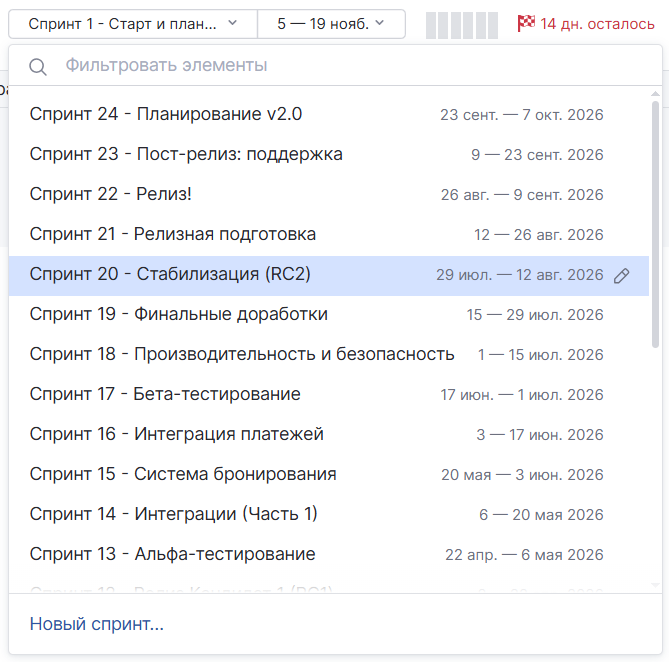 Спринт 1 - Старт и план... 5 — 19 нояб. 14 дн. осталось
Фильтровать элементы
Спринт 24 - Планирование v2.0 23 сент. — 7 окт. 2026
Спринт 23 - Пост-релиз: поддержка 9 — 23 сент. 2026
Спринт 22 - Релиз! 26 авг. — 9 сент. 2026
Спринт 21 - Релизная подготовка 12 — 26 авг. 2026
Спринт 20 - Стабилизация (RC2) 29 июл. — 12 авг. 2026
Спринт 19 - Финальные доработки 15 — 29 июл. 2026
Спринт 18 - Производительность и безопасность 1 — 15 июл. 2026
Спринт 17 - Бета-тестирование 17 июн. — 1 июл. 2026
Спринт 16 - Интеграция платежей 3 — 17 июн. 2026
Спринт 15 - Система бронирования 20 мая — 3 июн. 2026
Спринт 14 - Интеграции (Часть 1) 6 — 20 мая 2026
Спринт 13 - Альфа-тестирование 22 апр. — 6 мая 2026
Новый спринт...